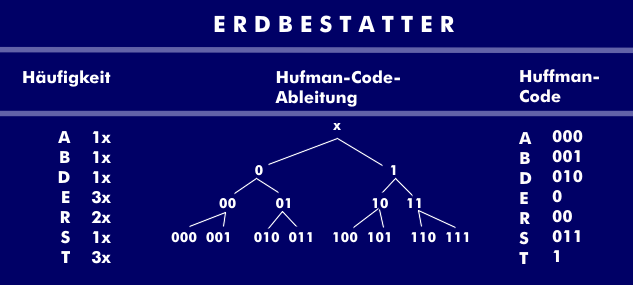 ERDBESTATTER
Häufigkeit
Hufman-Code-
Ableitung
Huffman-
Code
A 1x
B 1x
D 1x
E 3x
R 2x
S 1x
T 3x
x
0 1
00 01 10 11
000 001 010 011 100 101 110 111
A 000
B 001
D 010
E 0
R 00
S 011
T 1